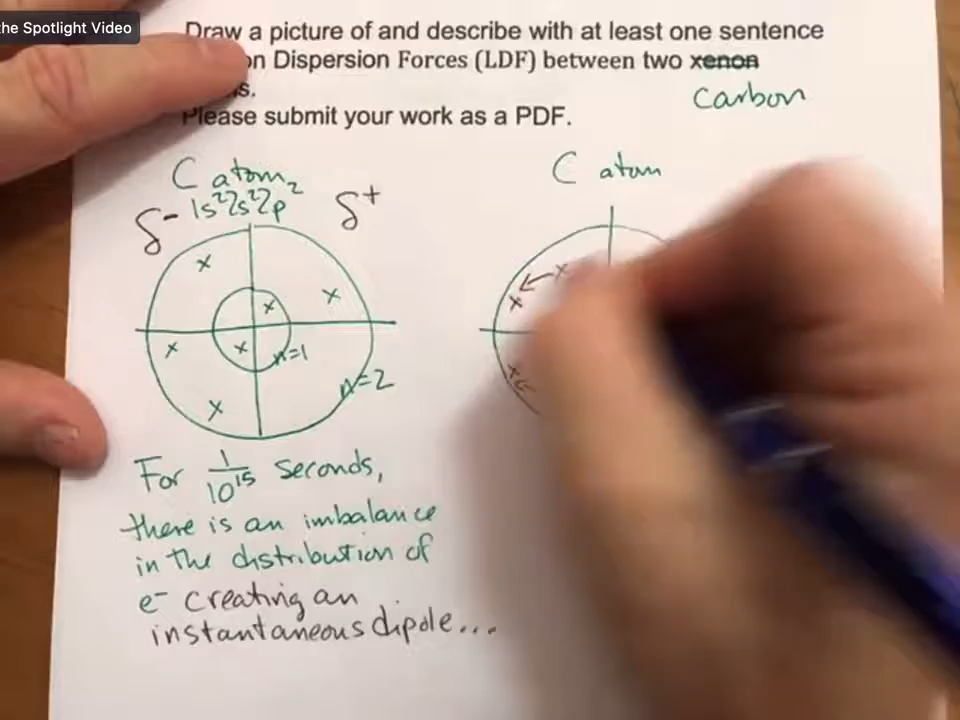 the Spotlight Video
Draw a picture of and describe with at least one sentence
Dispersion Forces (LDF) between two xenon
carbon
Please submit your work as a PDF.
C atom
1s²2s²2p²
δ- δ+
C atom
x
x
x
x
x
x
n=1
n=2
x
x
x
For 1/10¹⁵ seconds,
there is an imbalance
in the distribution of
e- creating an
instantaneous dipole...